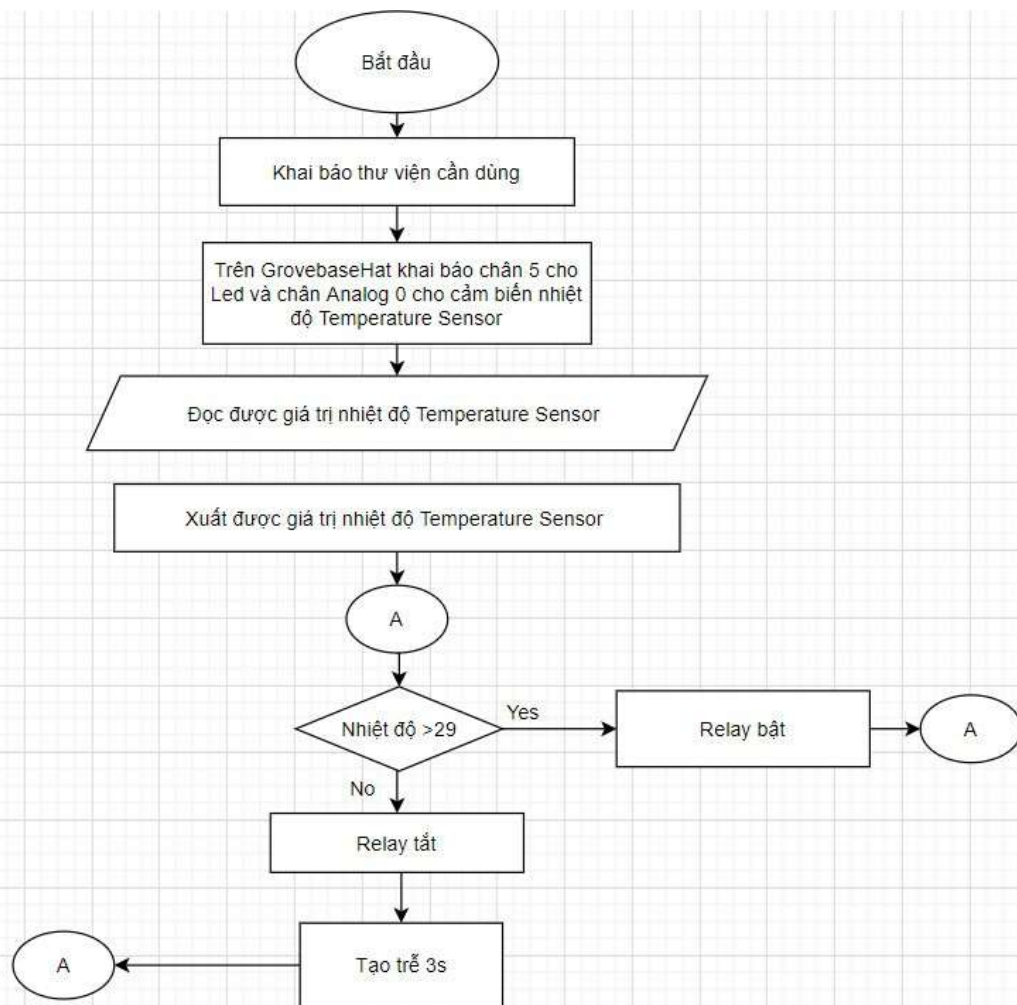 Bắt đầu
Khai báo thư viện cần dùng
Trên GrovebaseHat khai báo chân 5 cho
Led và chân Analog 0 cho cảm biến nhiệt
độ Temperature Sensor
Đọc được giá trị nhiệt độ Temperature Sensor
Xuất được giá trị nhiệt độ Temperature Sensor
A
Nhiệt độ >29
Yes
Relay bật
A
No
Relay tắt
Tạo trễ 3s
A